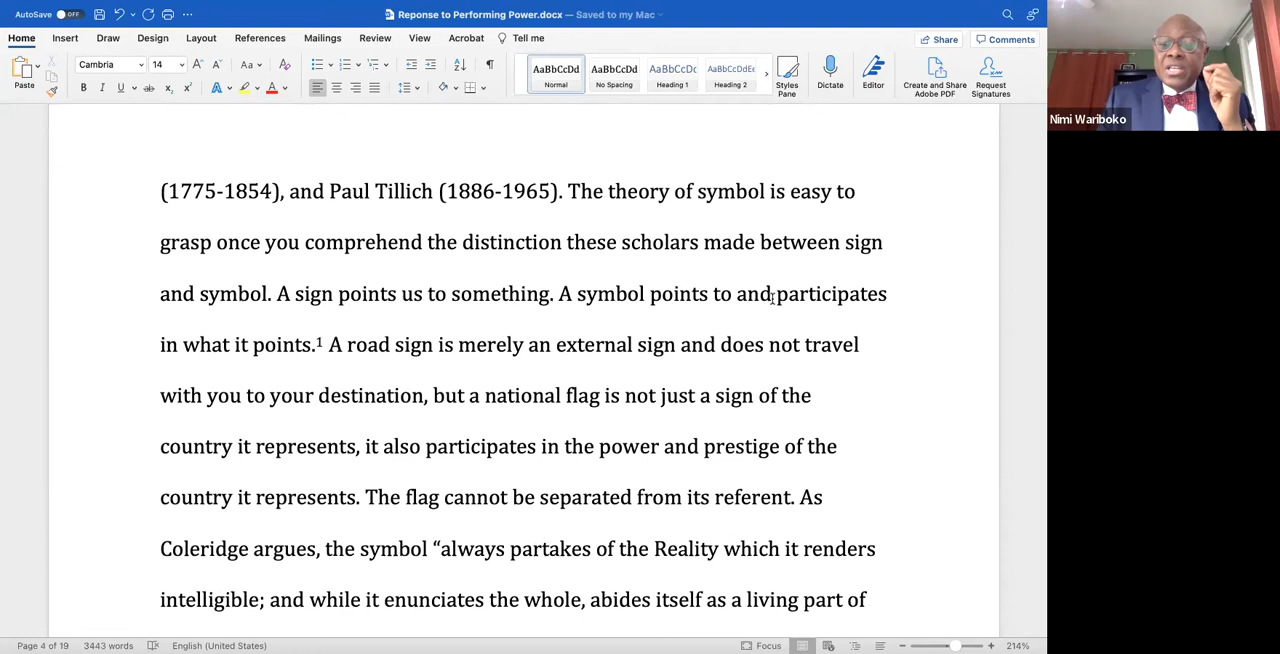 AutoSave OFF
Reponse to Performing Power.docx — Saved to my Mac
Home Insert Draw Design Layout References Mailings Review View Acrobat Tell me
Share Comments
Paste
Cambria 14
Aa
B I U ab x x
A A
AaBbCcDd AaBbCcDd AaBbCcDc AaBbCcDdEe
Normal No Spacing Heading 1 Heading 2
Styles Pane
Dictate
Editor
Create and Share Adobe PDF
Request Signatures
Nimi Wariboko
(1775-1854), and Paul Tillich (1886-1965). The theory of symbol is easy to
grasp once you comprehend the distinction these scholars made between sign
and symbol. A sign points us to something. A symbol points to and participates
in what it points.¹ A road sign is merely an external sign and does not travel
with you to your destination, but a national flag is not just a sign of the
country it represents, it also participates in the power and prestige of the
country it represents. The flag cannot be separated from its referent. As
Coleridge argues, the symbol “always partakes of the Reality which it renders
intelligible; and while it enunciates the whole, abides itself as a living part of
Page 4 of 19 3443 words English (United States) Focus 214%